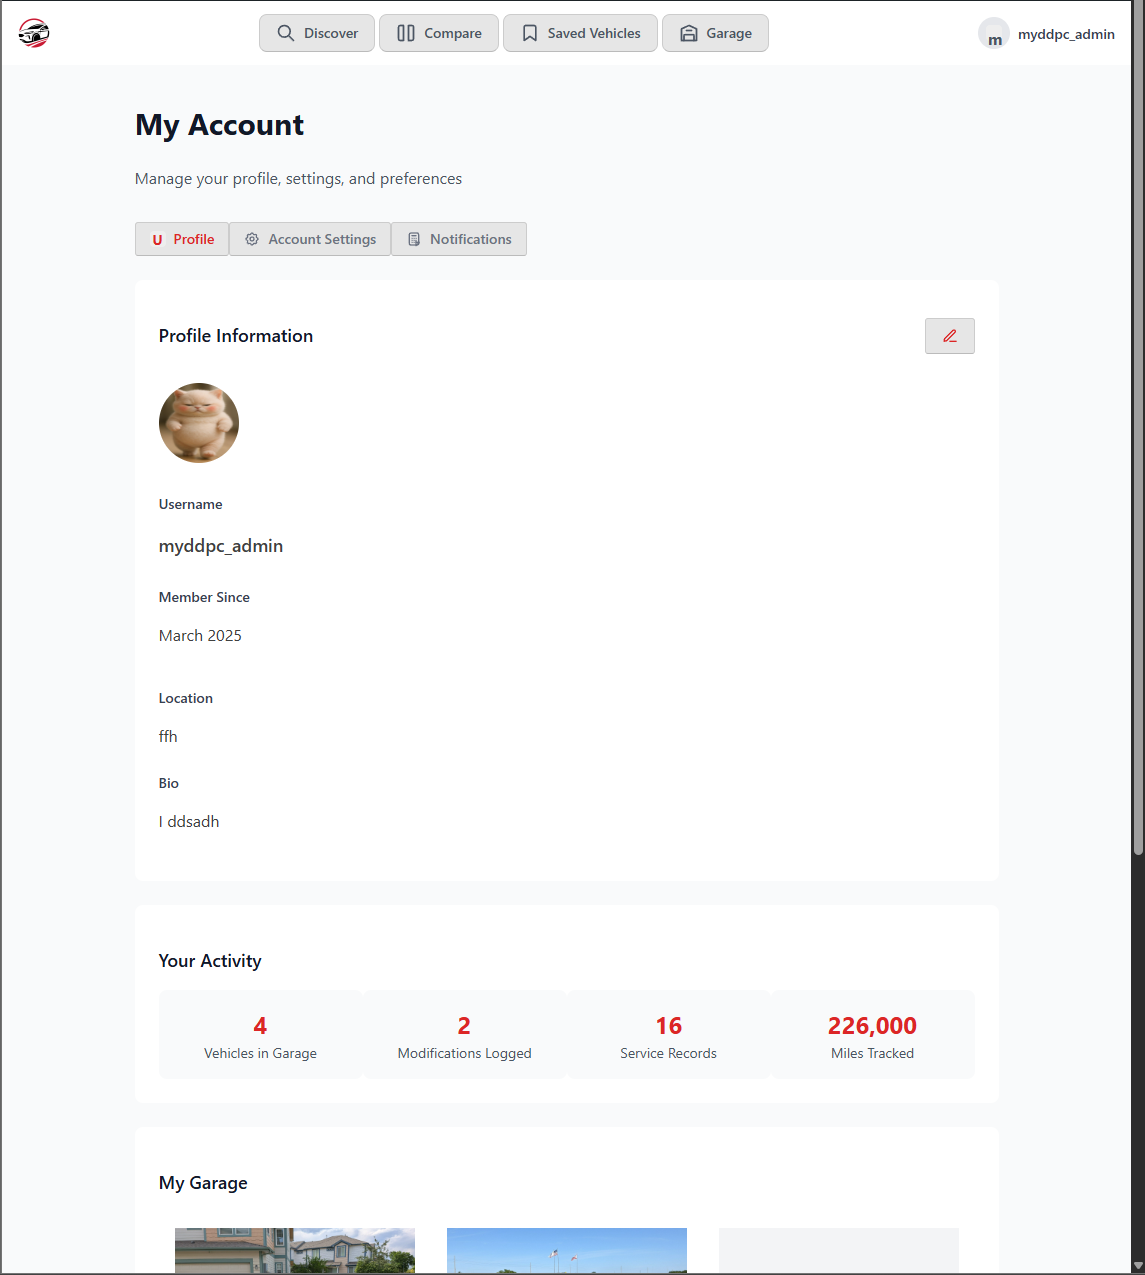 Discover
Compare
Saved Vehicles
Garage
m
myddpc_admin
My Account
Manage your profile, settings, and preferences
U Profile
Account Settings
Notifications
Profile Information
Username
myddpc_admin
Member Since
March 2025
Location
ffh
Bio
I ddsadh
Your Activity
4
Vehicles in Garage
2
Modifications Logged
16
Service Records
226,000
Miles Tracked
My Garage